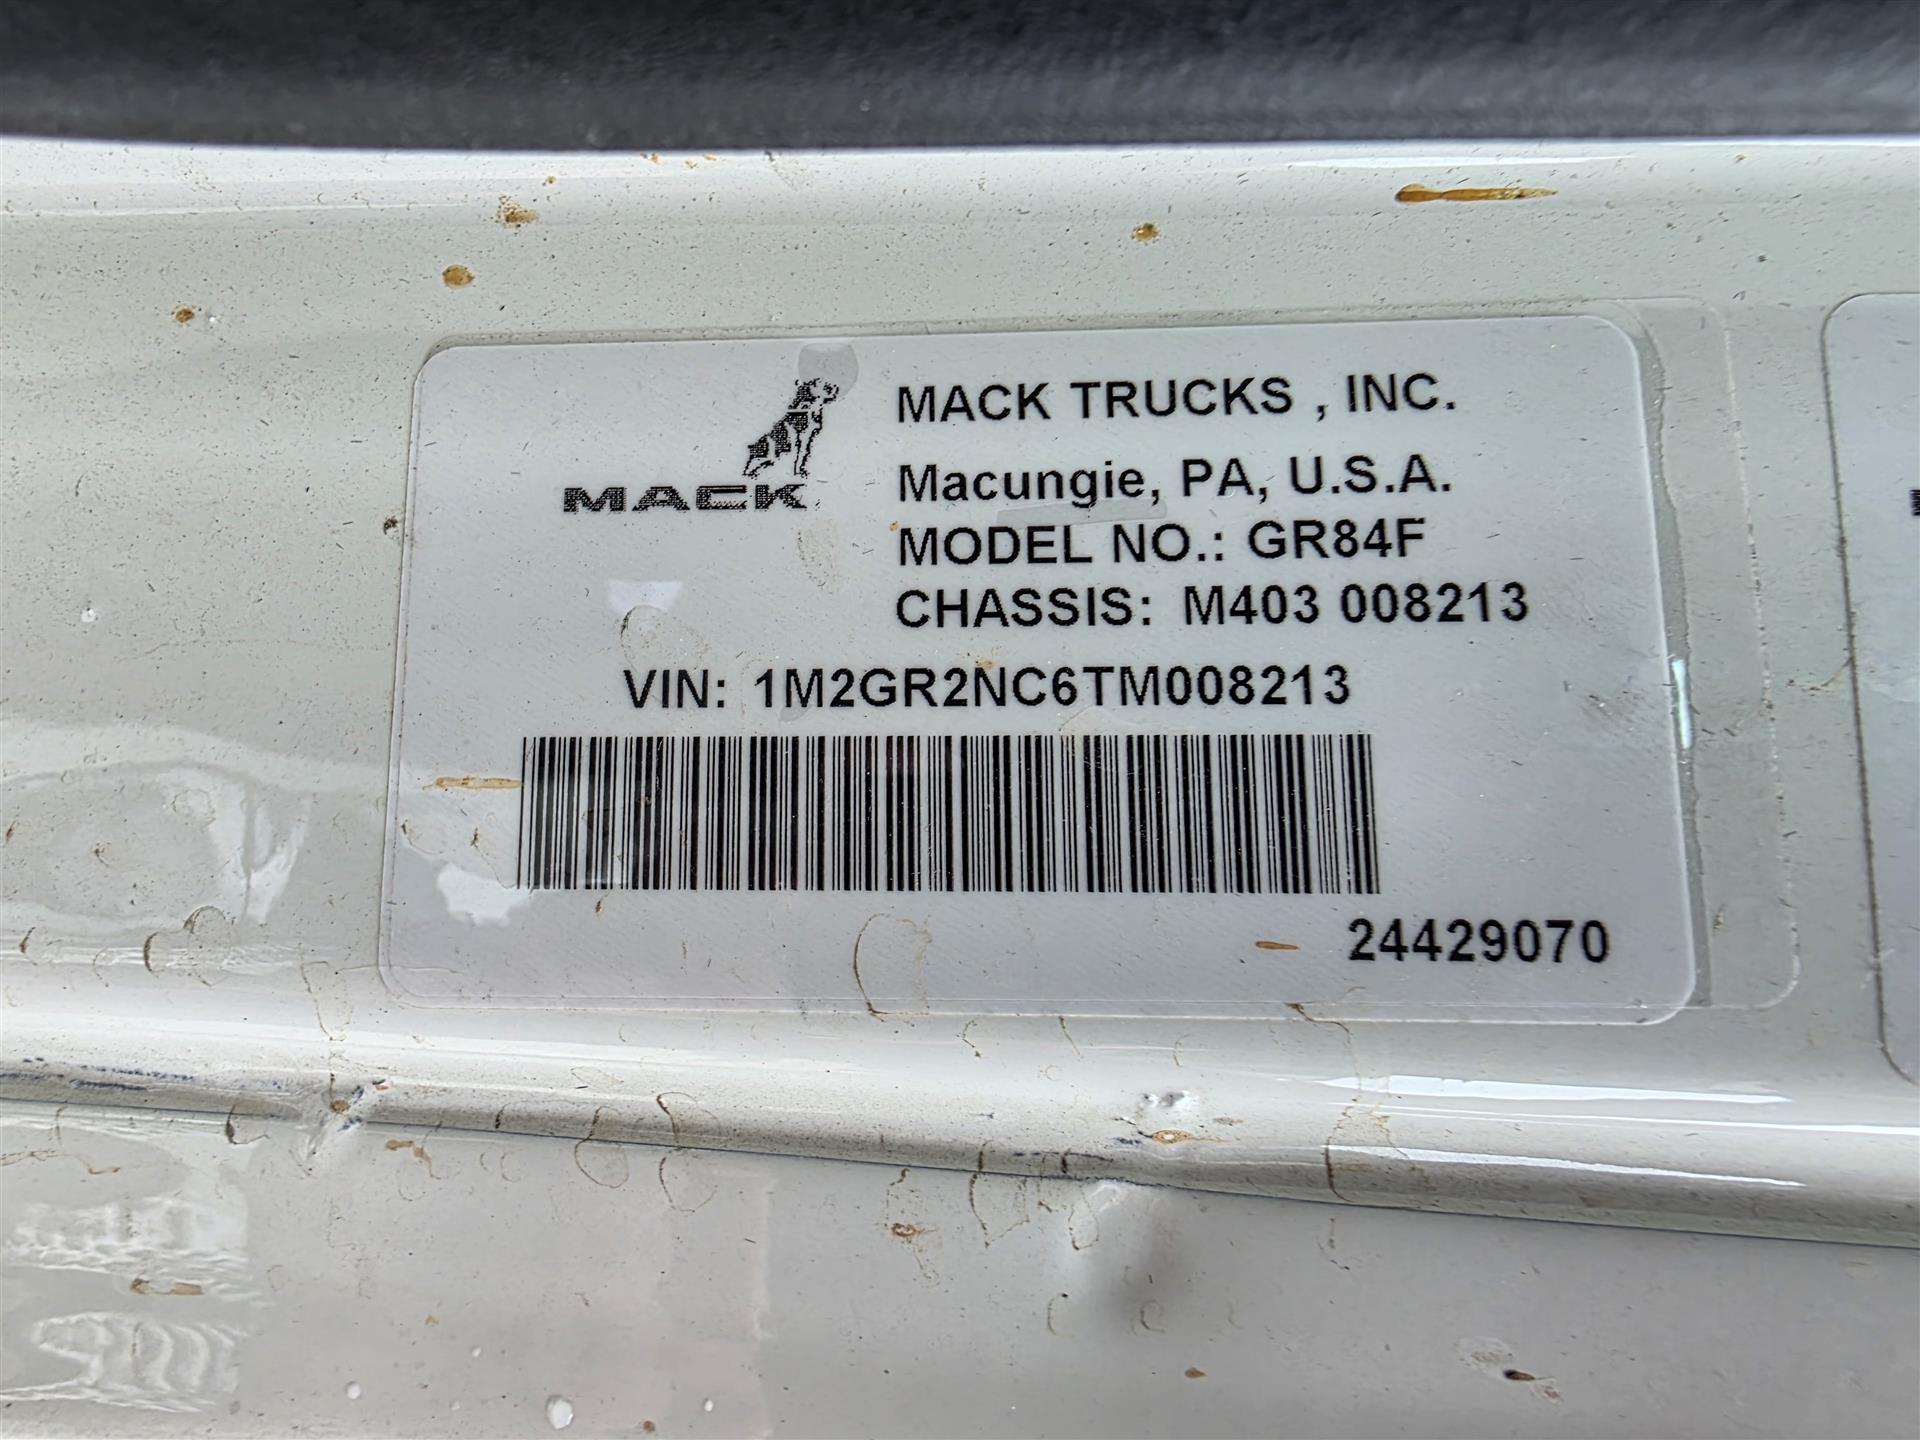 MACK
MACK TRUCKS , INC.
Macungie, PA, U.S.A.
MODEL NO.: GR84F
CHASSIS: M403 008213
VIN: 1M2GR2NC6TM008213
24429070